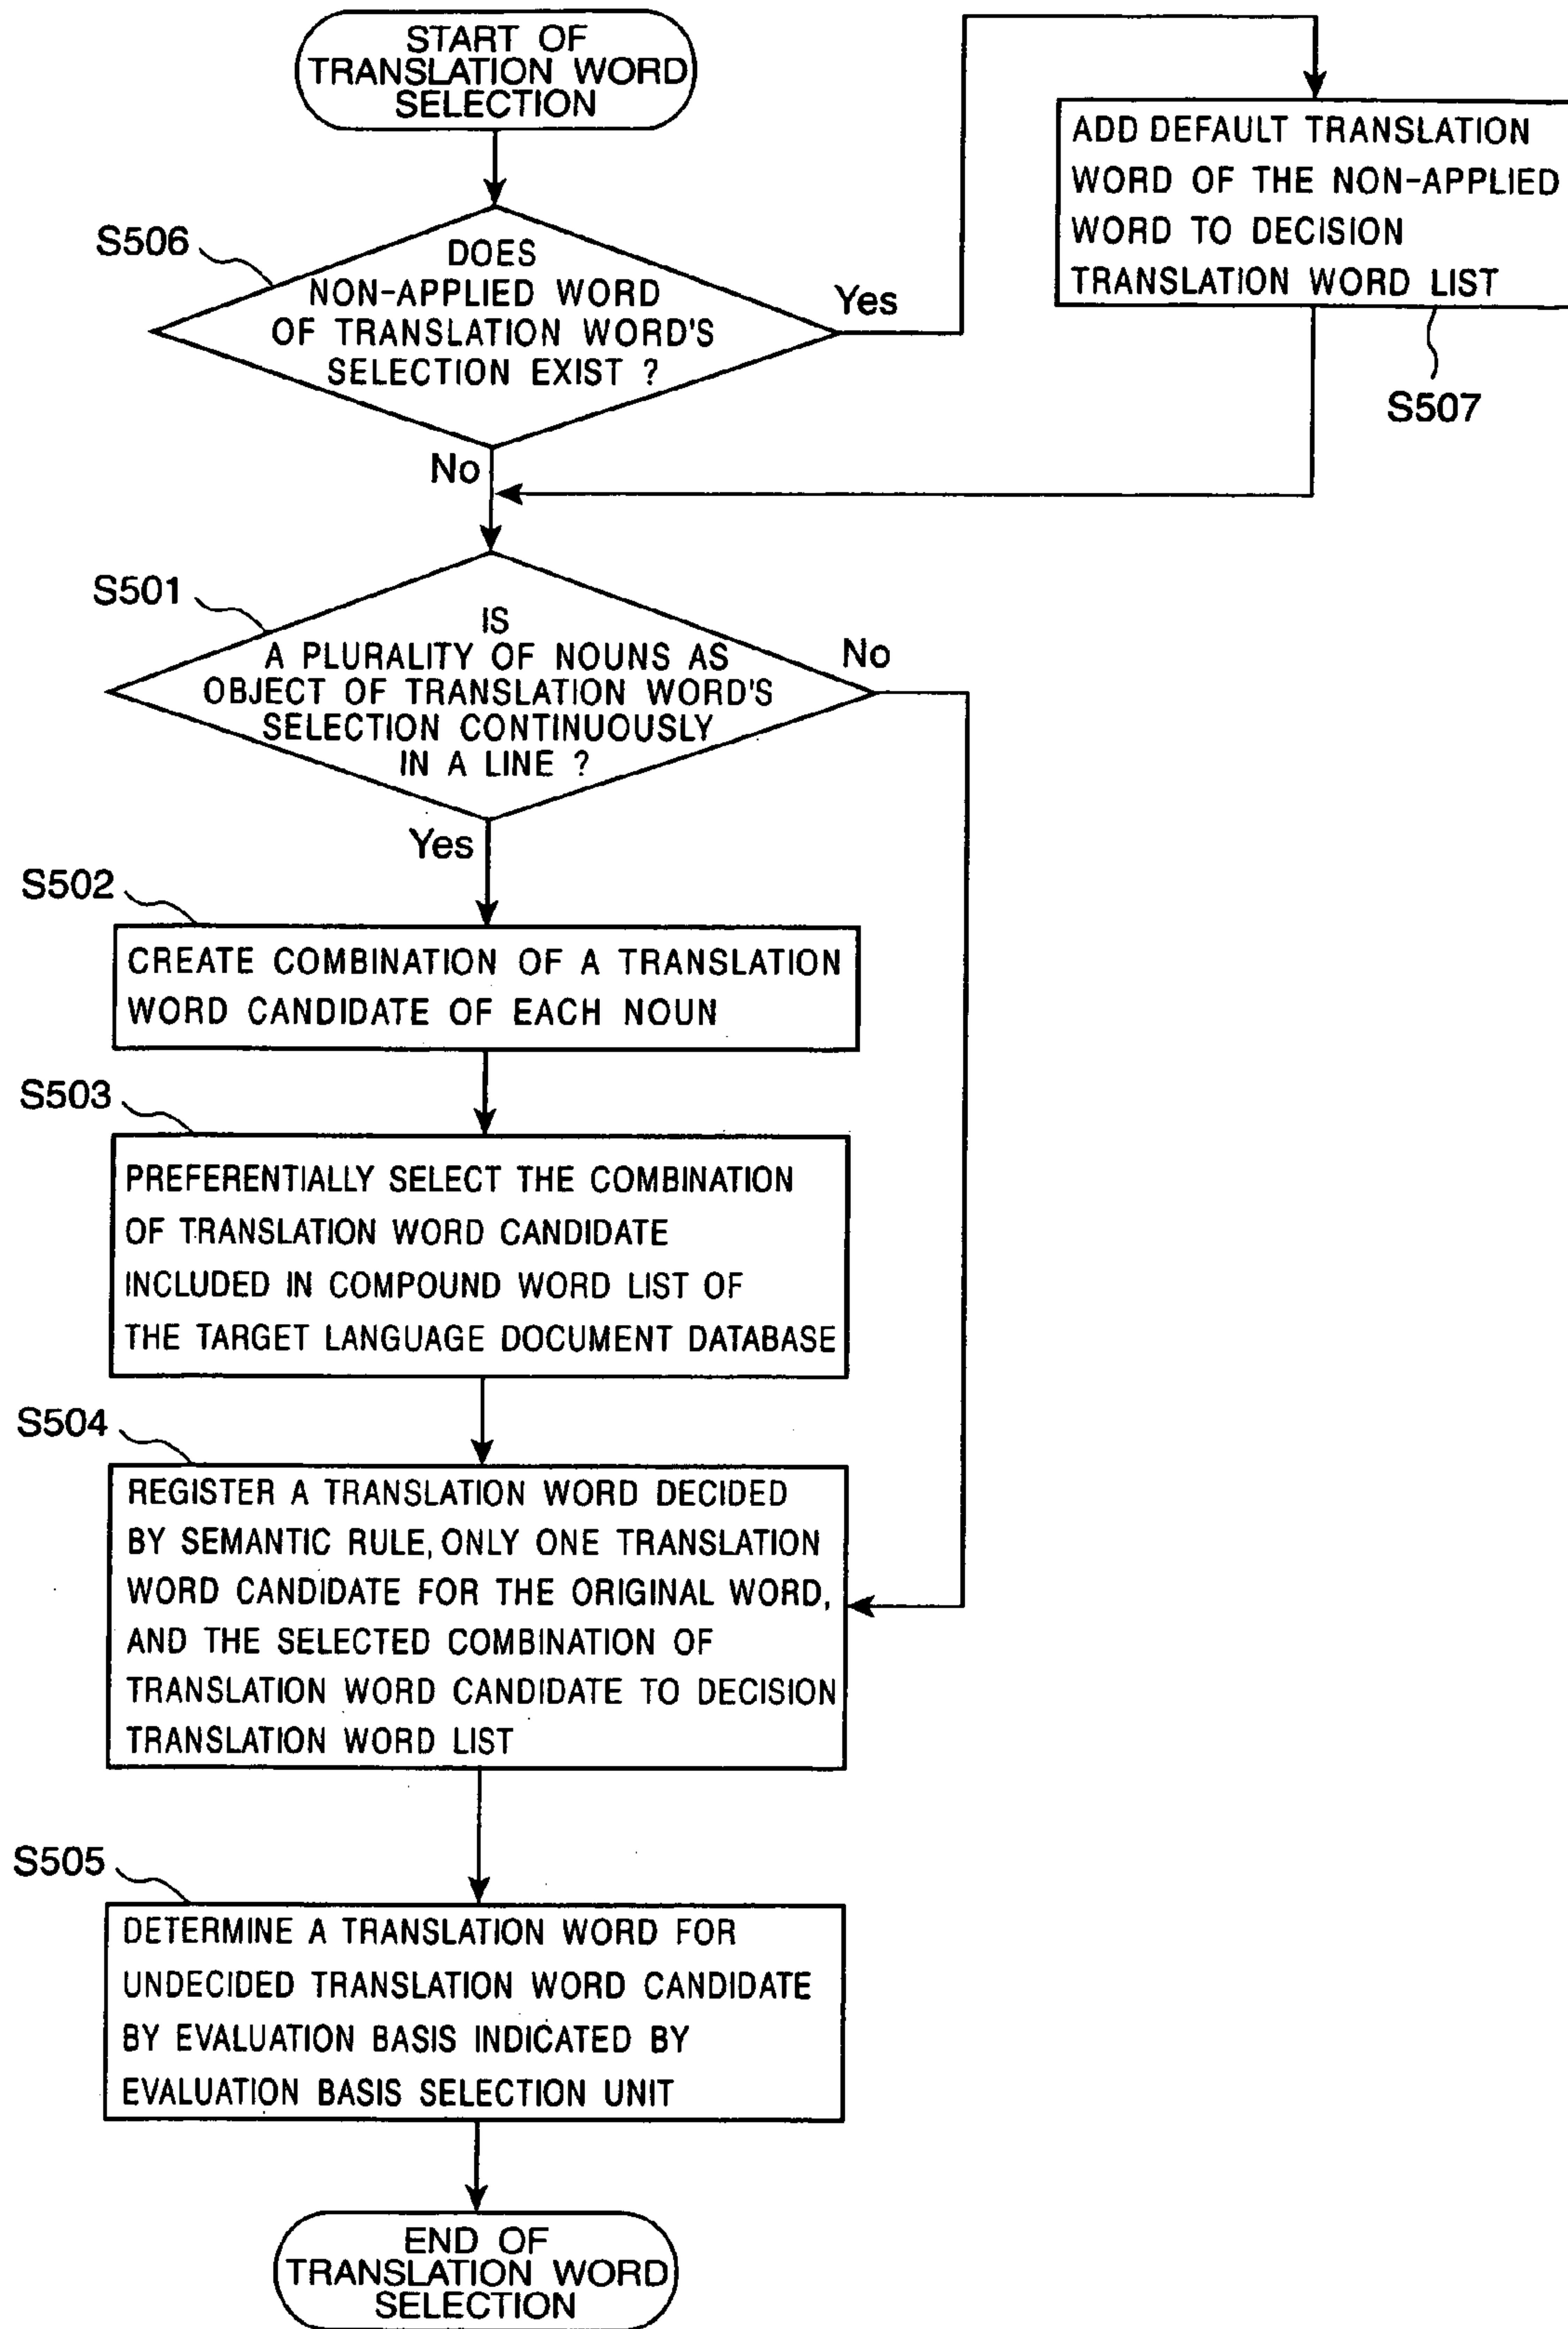 START OF
TRANSLATION WORD
SELECTION
S506
DOES
NON-APPLIED WORD
OF TRANSLATION WORD'S
SELECTION EXIST ?
Yes
No
ADD DEFAULT TRANSLATION
WORD OF THE NON-APPLIED
WORD TO DECISION
TRANSLATION WORD LIST
S507
S501
IS
A PLURALITY OF NOUNS AS
OBJECT OF TRANSLATION WORD'S
SELECTION CONTINUOUSLY
IN A LINE ?
No
Yes
S502
CREATE COMBINATION OF A TRANSLATION
WORD CANDIDATE OF EACH NOUN
S503
PREFERENTIALLY SELECT THE COMBINATION
OF TRANSLATION WORD CANDIDATE
INCLUDED IN COMPOUND WORD LIST OF
THE TARGET LANGUAGE DOCUMENT DATABASE
S504
REGISTER A TRANSLATION WORD DECIDED
BY SEMANTIC RULE, ONLY ONE TRANSLATION
WORD CANDIDATE FOR THE ORIGINAL WORD,
AND THE SELECTED COMBINATION OF
TRANSLATION WORD CANDIDATE TO DECISION
TRANSLATION WORD LIST
S505
DETERMINE A TRANSLATION WORD FOR
UNDECIDED TRANSLATION WORD CANDIDATE
BY EVALUATION BASIS INDICATED BY
EVALUATION BASIS SELECTION UNIT
END OF
TRANSLATION WORD
SELECTION